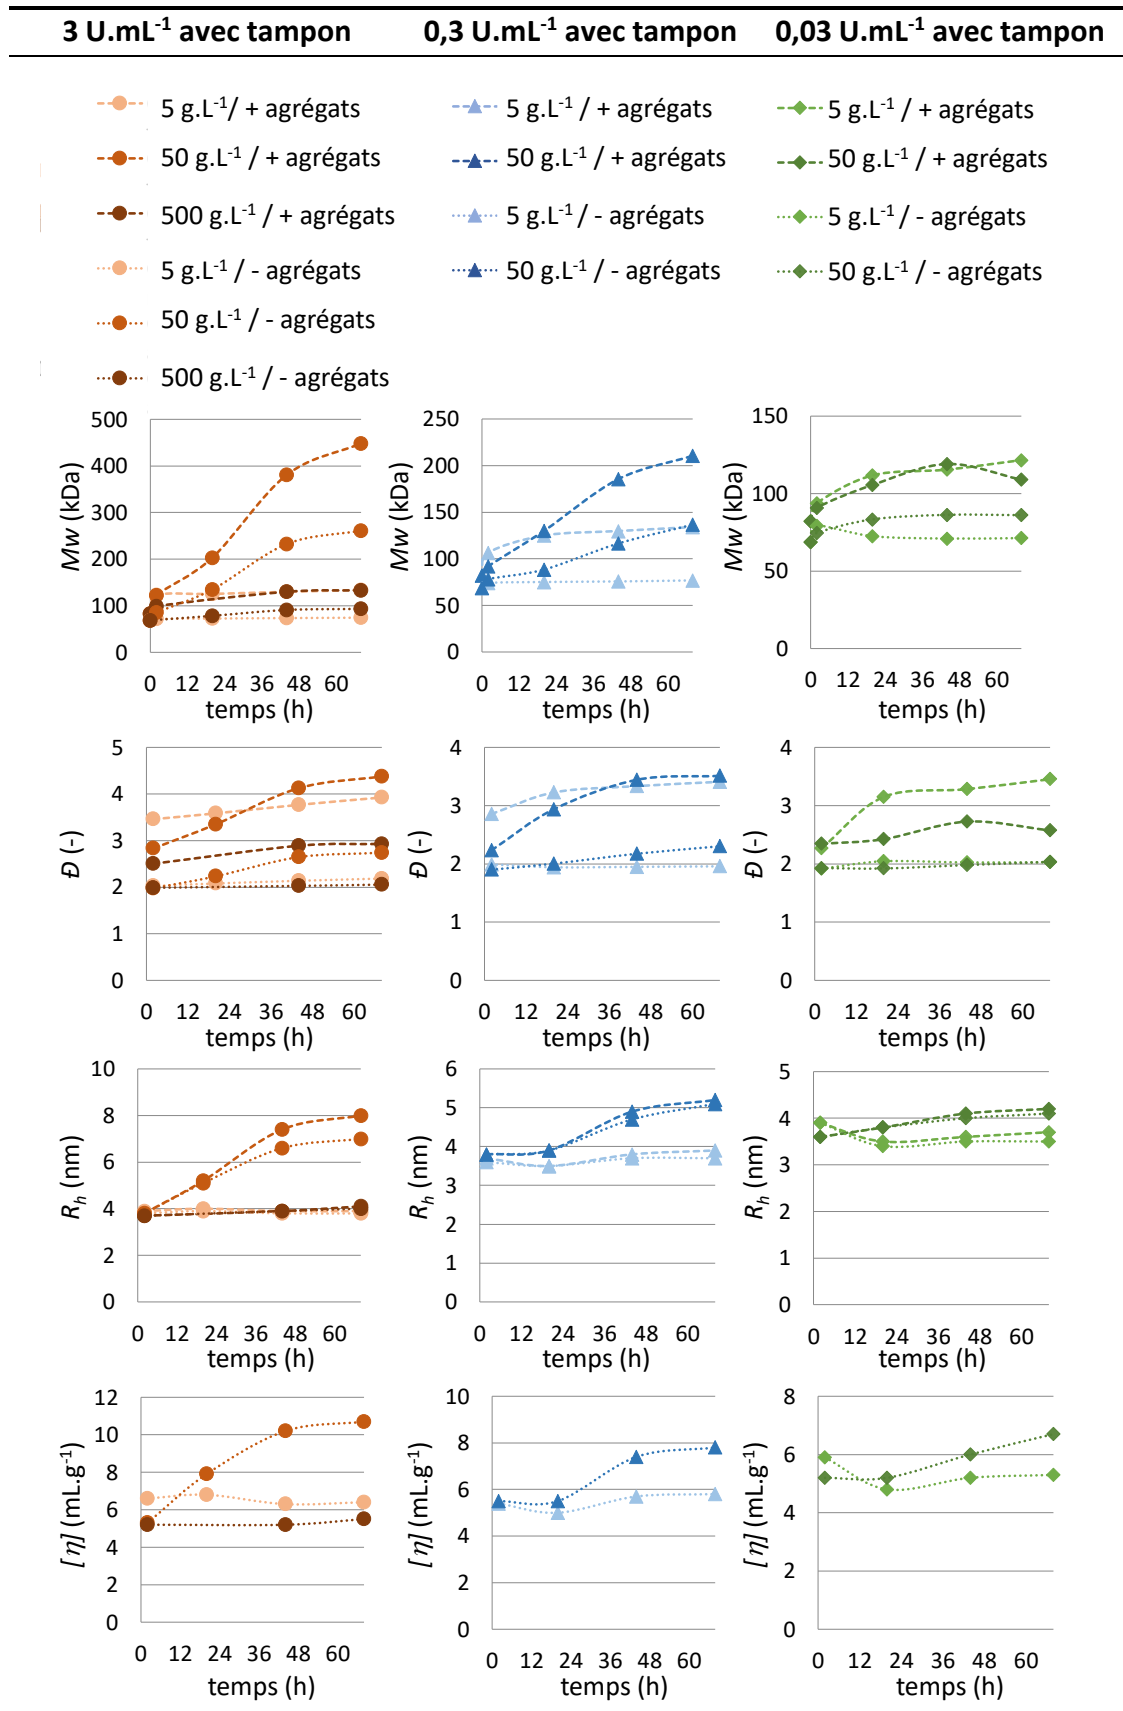 3 U.mL-1 avec tampon 0,3 U.mL-1 avec tampon 0,03 U.mL-1 avec tampon
5 g.L-1/ + agrégats 5 g.L-1 / + agrégats 5 g.L-1 / + agrégats
50 g.L-1 / + agrégats 50 g.L-1 / + agrégats 50 g.L-1 / + agrégats
500 g.L-1 / + agrégats 5 g.L-1 / - agrégats 5 g.L-1 / - agrégats
5 g.L-1 / - agrégats 50 g.L-1 / - agrégats 50 g.L-1 / - agrégats
50 g.L-1 / - agrégats
500 g.L-1 / - agrégats
Mw (kDa)
500
400
300
200
100
0
0 12 24 36 48 60
temps (h)
Mw (kDa)
250
200
150
100
50
0
0 12 24 36 48 60
temps (h)
Mw (kDa)
150
100
50
0
0 12 24 36 48 60
temps (h)
Đ (-)
5
4
3
2
1
0
0 12 24 36 48 60
temps (h)
Đ (-)
4
3
2
1
0
0 12 24 36 48 60
temps (h)
Đ (-)
4
3
2
1
0
0 12 24 36 48 60
temps (h)
Rh (nm)
10
8
6
4
2
0
0 12 24 36 48 60
temps (h)
Rh (nm)
6
5
4
3
2
1
0
0 12 24 36 48 60
temps (h)
Rh (nm)
5
4
3
2
1
0
0 12 24 36 48 60
temps (h)
[η] (mL.g-1)
12
10
8
6
4
2
0
0 12 24 36 48 60
temps (h)
[η] (mL.g-1)
10
8
6
4
2
0
0 12 24 36 48 60
temps (h)
[η] (mL.g-1)
8
6
4
2
0
0 12 24 36 48 60
temps (h)